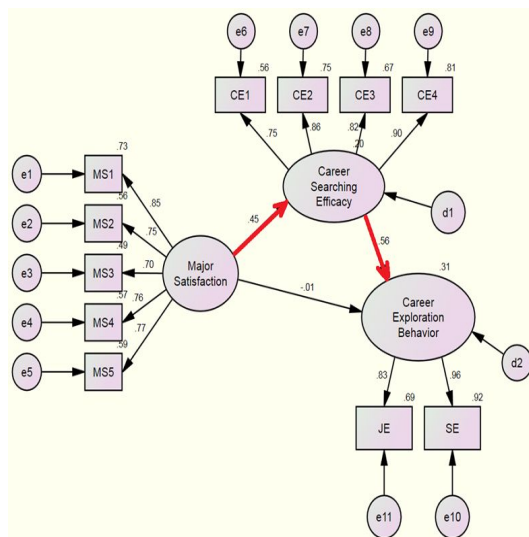 e6 e7 e8 e9
.56 .75 .67 .81
CE1 CE2 CE3 CE4
.75 .86 .82 .90
.20
Career
Searching
Efficacy
d1
.73
e1 MS1
.85
.56
e2 MS2
.75
.49
e3 MS3
.70
.57
e4 MS4
.76
.59
e5 MS5
.77
Major
Satisfaction
.45
.56
-.01
.31
Career
Exploration
Behavior
d2
.83 .96
.69 .92
JE SE
e11 e10